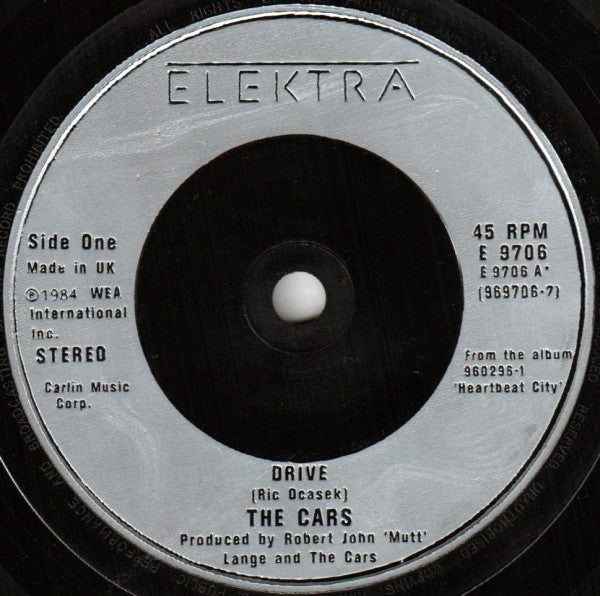 ELEKTRA
Side One
Made in UK
℗1984 WEA
International
Inc.
STEREO
Carlin Music
Corp.
45 RPM
E 9706
E 9706 A*
(969706-7)
From the album
960296-1
'Heartbeat City'
DRIVE
(Ric Ocasek)
THE CARS
Produced by Robert John 'Mutt'
Lange and The Cars